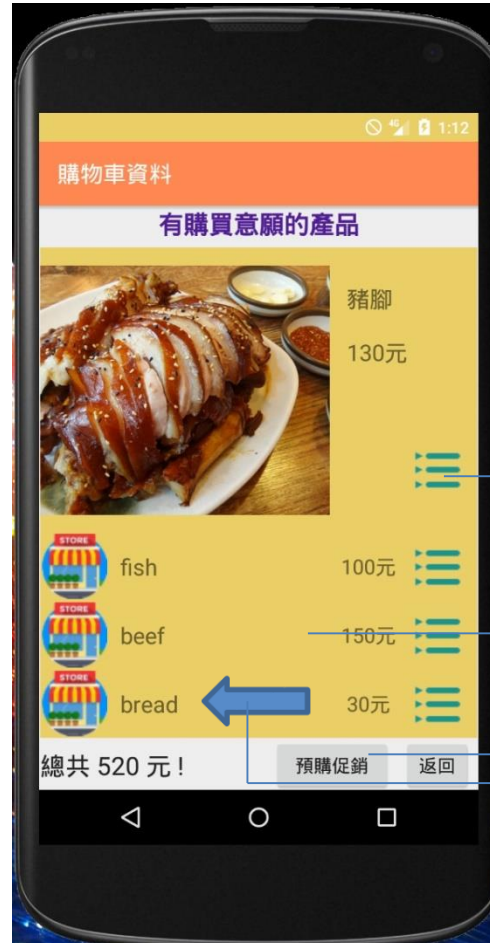 4G 1:12
購物車資料
有購買意願的產品
豬腳
130元
STORE
fish 100元
STORE
beef 150元
STORE
bread 30元
總共 520 元 ! 預購促銷 返回